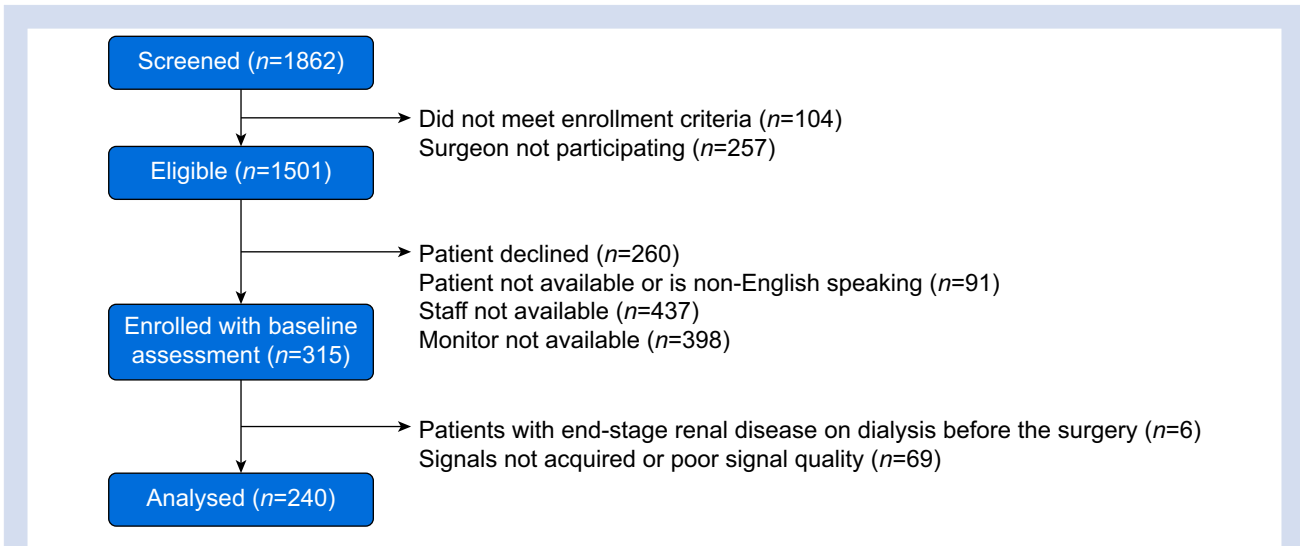 Screened (n=1862)
Did not meet enrollment criteria (n=104)
Surgeon not participating (n=257)
Eligible (n=1501)
Patient declined (n=260)
Patient not available or is non-English speaking (n=91)
Staff not available (n=437)
Monitor not available (n=398)
Enrolled with baseline
assessment (n=315)
Patients with end-stage renal disease on dialysis before the surgery (n=6)
Signals not acquired or poor signal quality (n=69)
Analysed (n=240)